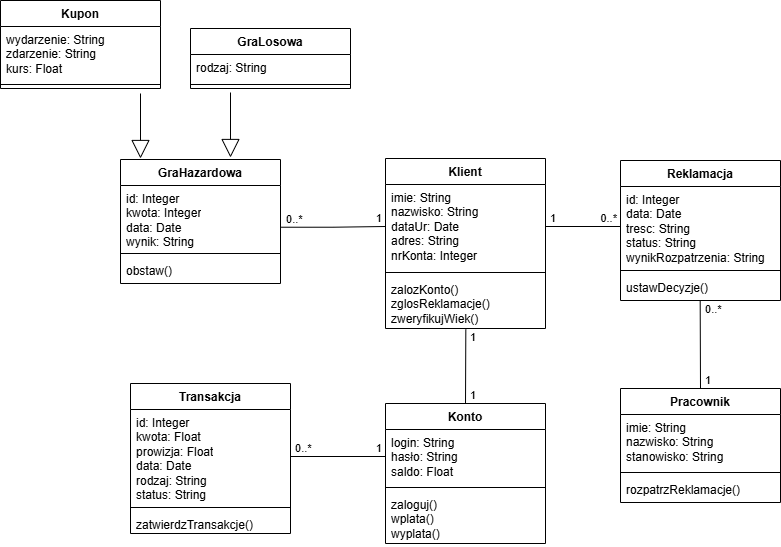 Kupon
wydarzenie: String
zdarzenie: String
kurs: Float
GraLosowa
rodzaj: String
GraHazardowa
id: Integer
kwota: Integer
data: Date
wynik: String
obstaw()
0..*
1
Klient
imie: String
nazwisko: String
dataUr: Date
adres: String
nrKonta: Integer
zalozKonto()
zglosReklamacje()
zweryfikujWiek()
1
0..*
Reklamacja
id: Integer
data: Date
tresc: String
status: String
wynikRozpatrzenia: String
ustawDecyzje()
0..*
1
1
1
Transakcja
id: Integer
kwota: Float
prowizja: Float
data: Date
rodzaj: String
status: String
zatwierdzTransakcje()
0..*
1
Konto
login: String
hasło: String
saldo: Float
zaloguj()
wplata()
wyplata()
Pracownik
imie: String
nazwisko: String
stanowisko: String
rozpatrzReklamacje()